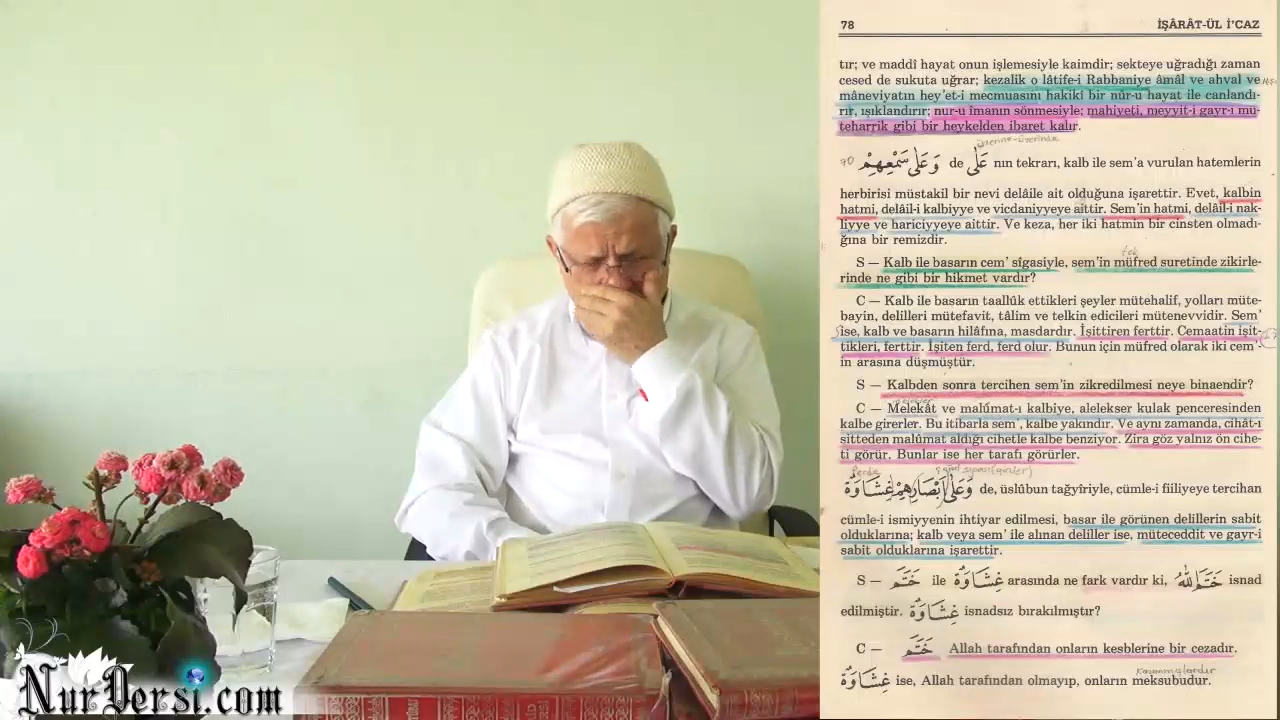 78 İŞÂRÂT-ÜL İ'CAZ
tır; ve maddî hayat onun işlemesiyle kaimdir; sekteye uğradığı zaman
cesed de sukuta uğrar; kezalik o lâtife-i Rabbaniye âmâl ve ahval ve
mâneviyatın hey'et-i mecmuasını hakikî bir nûr-u hayat ile canlandı-
rır, ışıklandırır; nur-u îmanın sönmesiyle; mahiyeti, meyyit-i gayr-ı mü-
teharrik gibi bir heykelden ibaret kalır.
üzerine-üzerinde
70 وَعَلٰى سَمْعِهِمْ de عَلٰى nın tekrarı, kalb ile sem'a vurulan hatemlerin
herbirisi müstakil bir nevi delâile ait olduğuna işarettir. Evet, kalbin
hatmi, delâil-i kalbiyye ve vicdaniyyeye aittir. Sem'in hatmi, delâil-i nak-
liyye ve hariciyyeye aittir. Ve keza, her iki hatmin bir cinsten olmadı-
ğına bir remizdir.
tek
S — Kalb ile basarın cem' sîgasiyle, sem'in müfred suretinde zikirle-
rinde ne gibi bir hikmet vardır?
C — Kalb ile basarın taallûk ettikleri şeyler mütehalif, yolları müte-
bayin, delilleri mütefavit, tâlim ve telkin edicileri mütenevvidir. Sem'
ise, kalb ve basarın hilâfına, masdardır. İşittiren ferttir. Cemaatin işit-
tikleri, ferttir. İşiten ferd, ferd olur. Bunun için müfred olarak iki cem'-
in arasına düşmüştür.
S — Kalbden sonra tercihen sem'in zikredilmesi neye binaendir?
C — Melekât ve malûmat-ı kalbiye, alelekser kulak penceresinden
kalbe girerler. Bu itibarla sem', kalbe yakındır. Ve aynı zamanda, cihât-ı
sitteden malûmat aldığı cihetle kalbe benziyor. Zira göz yalnız ön cihe-
ti görür. Bunlar ise her tarafı görürler.
perde
وَعَلٰى اَبْصَارِهِمْ غِشَاوَةٌ de, üslûbun tağyîriyle, cümle-i fiiliyeye tercihan
cümle-i ismiyyenin ihtiyar edilmesi, basar ile görünen delillerin sabit
olduklarına; kalb veya sem' ile alınan deliller ise, müteceddit ve gayr-i
sabit olduklarına işarettir.
S — خَتَمَ ile غِشَاوَةٌ arasında ne fark vardır ki, خَتَمَ اللّٰهُ isnad
edilmiştir. غِشَاوَةٌ isnadsız bırakılmıştır?
C — خَتَمَ Allah tarafından onların kesblerine bir cezadır.
kazanmışlardır
غِشَاوَةٌ ise, Allah tarafından olmayıp, onların meksubudur.
NurDersi.com